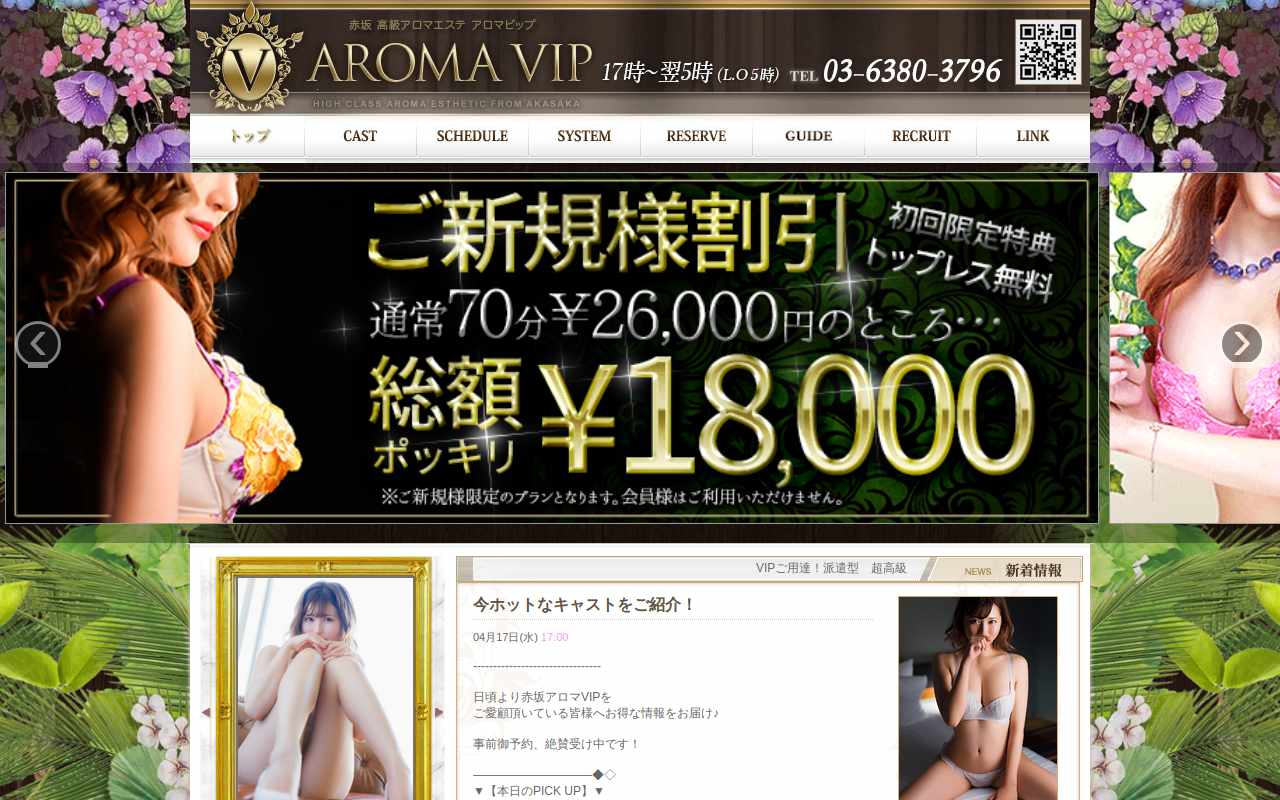 赤坂 高級アロマエステ アロマビップ
AROMA VIP
17時~翌5時 (L.O 5時)
TEL 03-6380-3796
HIGH CLASS AROMA ESTHETIC FROM AKASAKA
V
トップ CAST SCHEDULE SYSTEM RESERVE GUIDE RECRUIT LINK
ご新規様割引
初回限定特典
トップレス無料
通常70分¥26,000円のところ…
総額
ポッキリ
¥18,000
※ご新規様限定のプランとなります。会員様はご利用いただけません。
VIPご用達！派遣型　超高級
NEWS 新着情報
今ホットなキャストをご紹介！
04月17日(水) 17:00
--------------------------------
日頃より赤坂アロマVIPを
ご愛顧頂いている皆様へお得な情報をお届け♪
事前御予約、絶賛受け中です！
――――――――――◆◇
▼【本日のPICK UP】▼